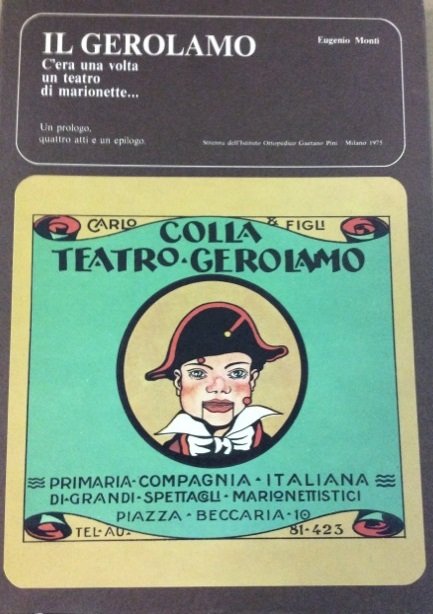 IL GEROLAMO
Eugenio Monti
C'era una volta
un teatro
di marionette...
Un prologo,
quattro atti e un epilogo.
Strenna dell'Istituto Ortopedico Gaetano Pini Milano 1975
CARLO & FIGLI
COLLA
TEATRO·GEROLAMO
PRIMARIA·COMPAGNIA·ITALIANA
DI·GRANDI·SPETTACLI·MARIONETTISTICI
PIAZZA·BECCARIA·10
TEL·AU. 81-423